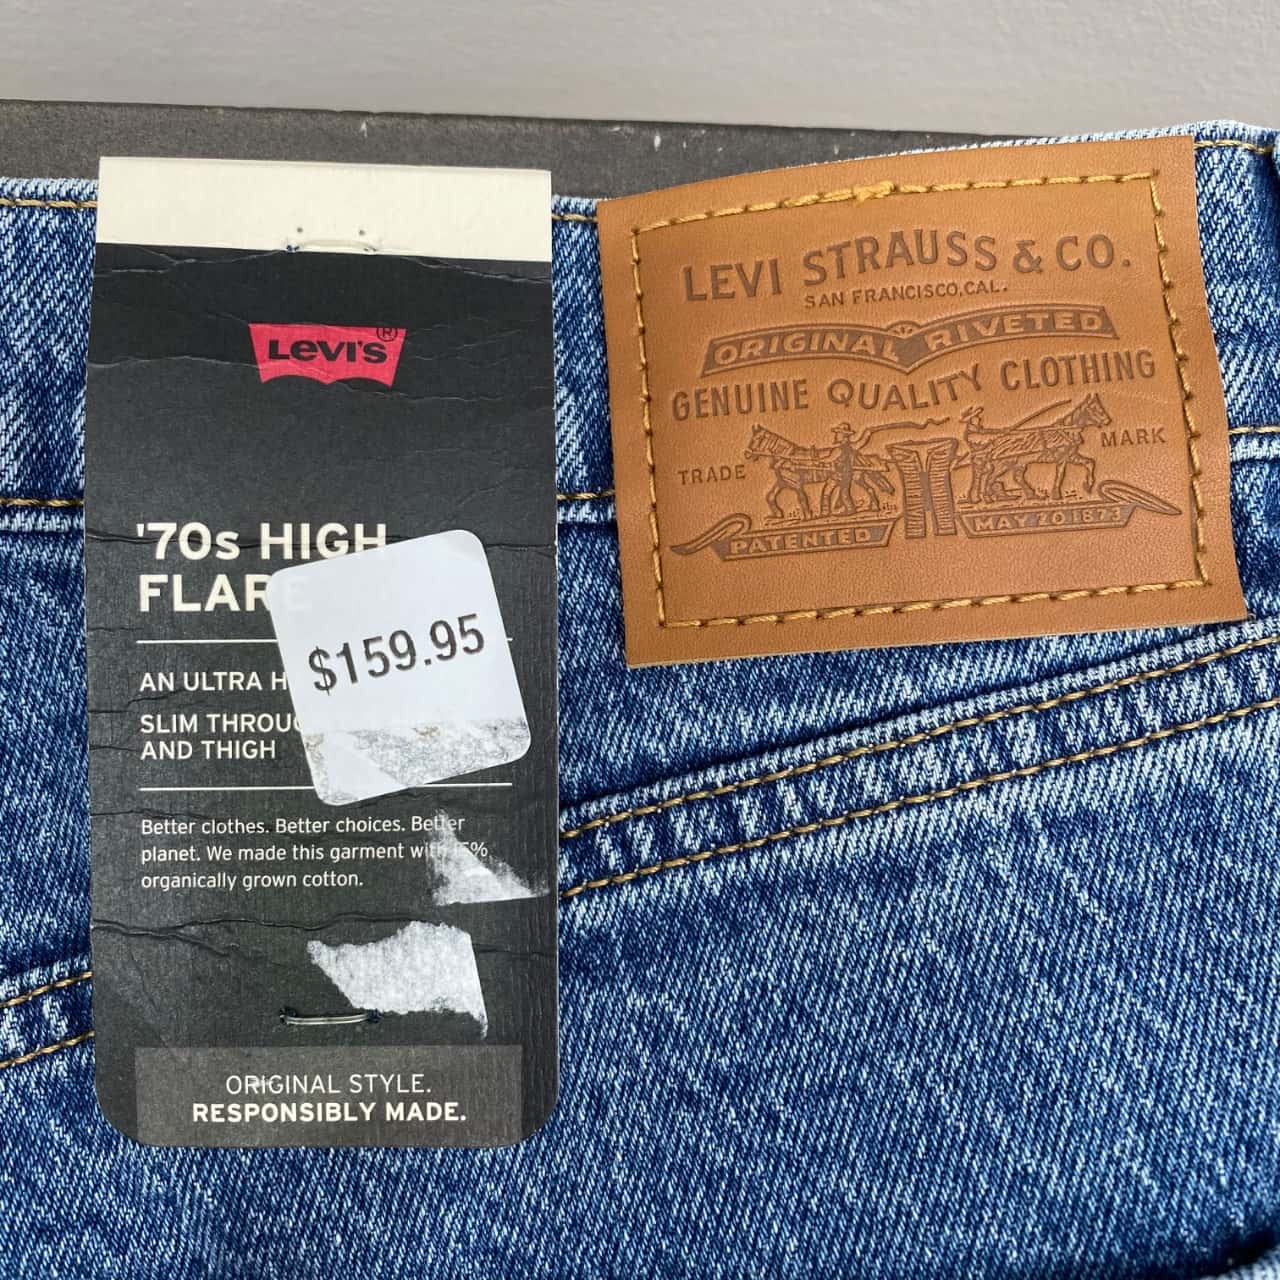 LEVI'S®
'70s HIGH
FLARE
$159.95
AN ULTRA
SLIM
AND THIGH
Better clothes. Better choices. Better
planet. We made this garment with
organically grown cotton.
ORIGINAL STYLE.
RESPONSIBLY MADE.
LEVI STRAUSS & CO.
SAN FRANCISCO, CAL.
ORIGINAL RIVETED
GENUINE QUALITY CLOTHING
TRADE MARK
PATENTED MAY 20 1873